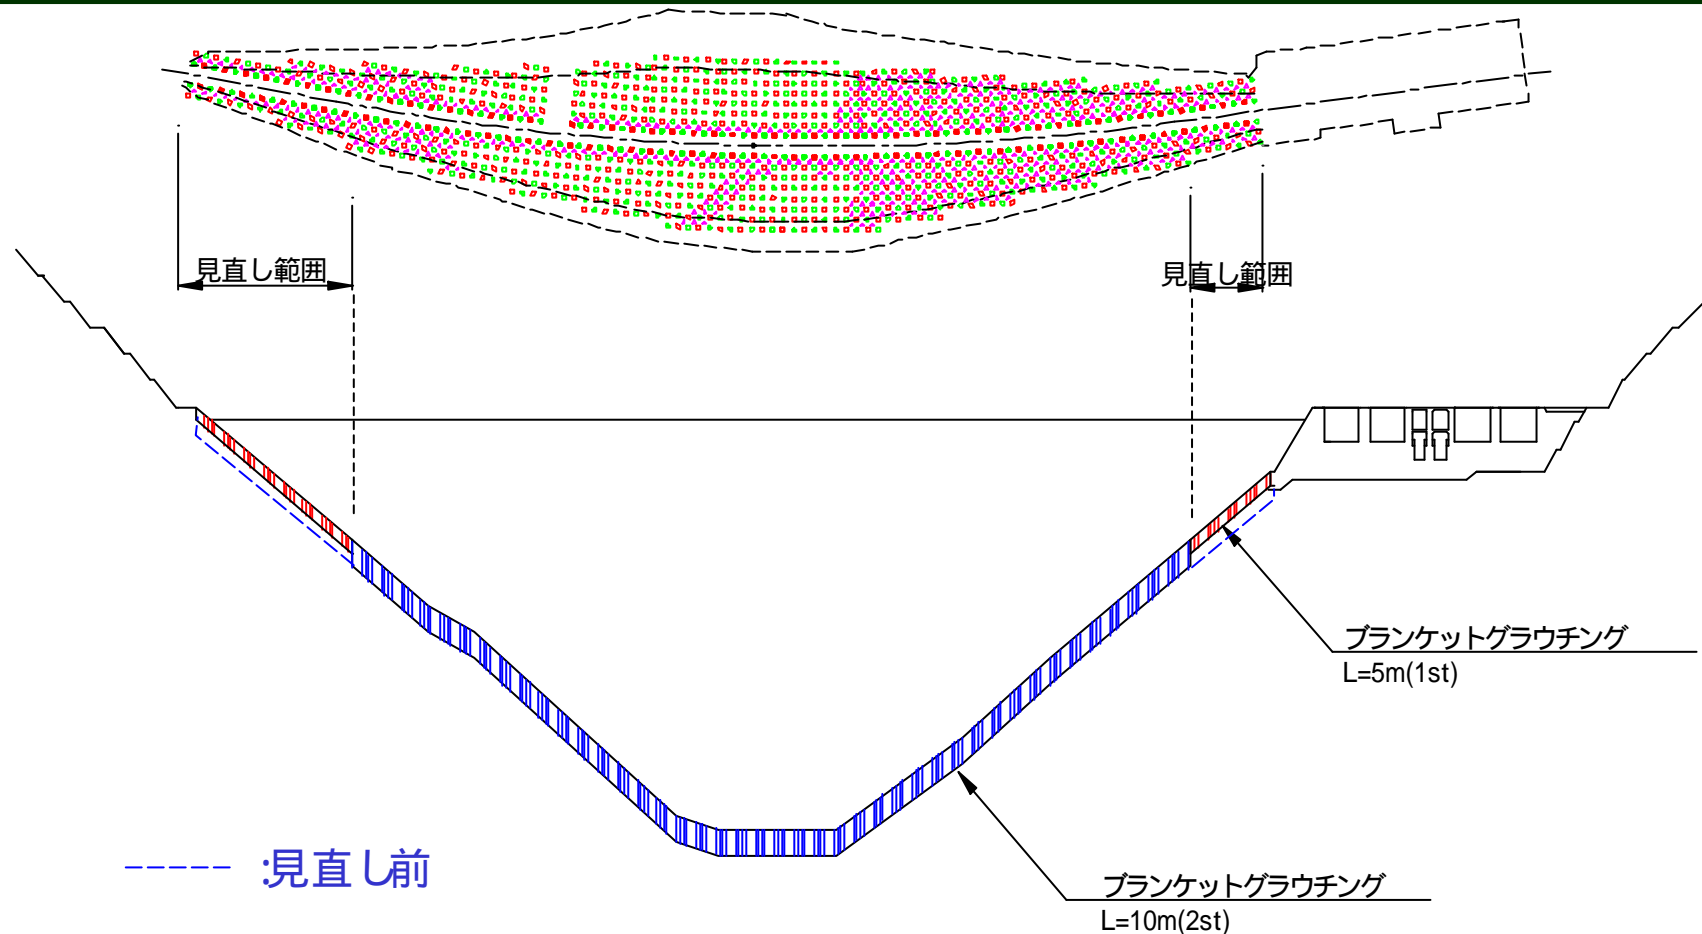 見直し範囲
見直し範囲
ブランケットグラウチング
L=5m(1st)
:見直し前
ブランケットグラウチング
L=10m(2st)